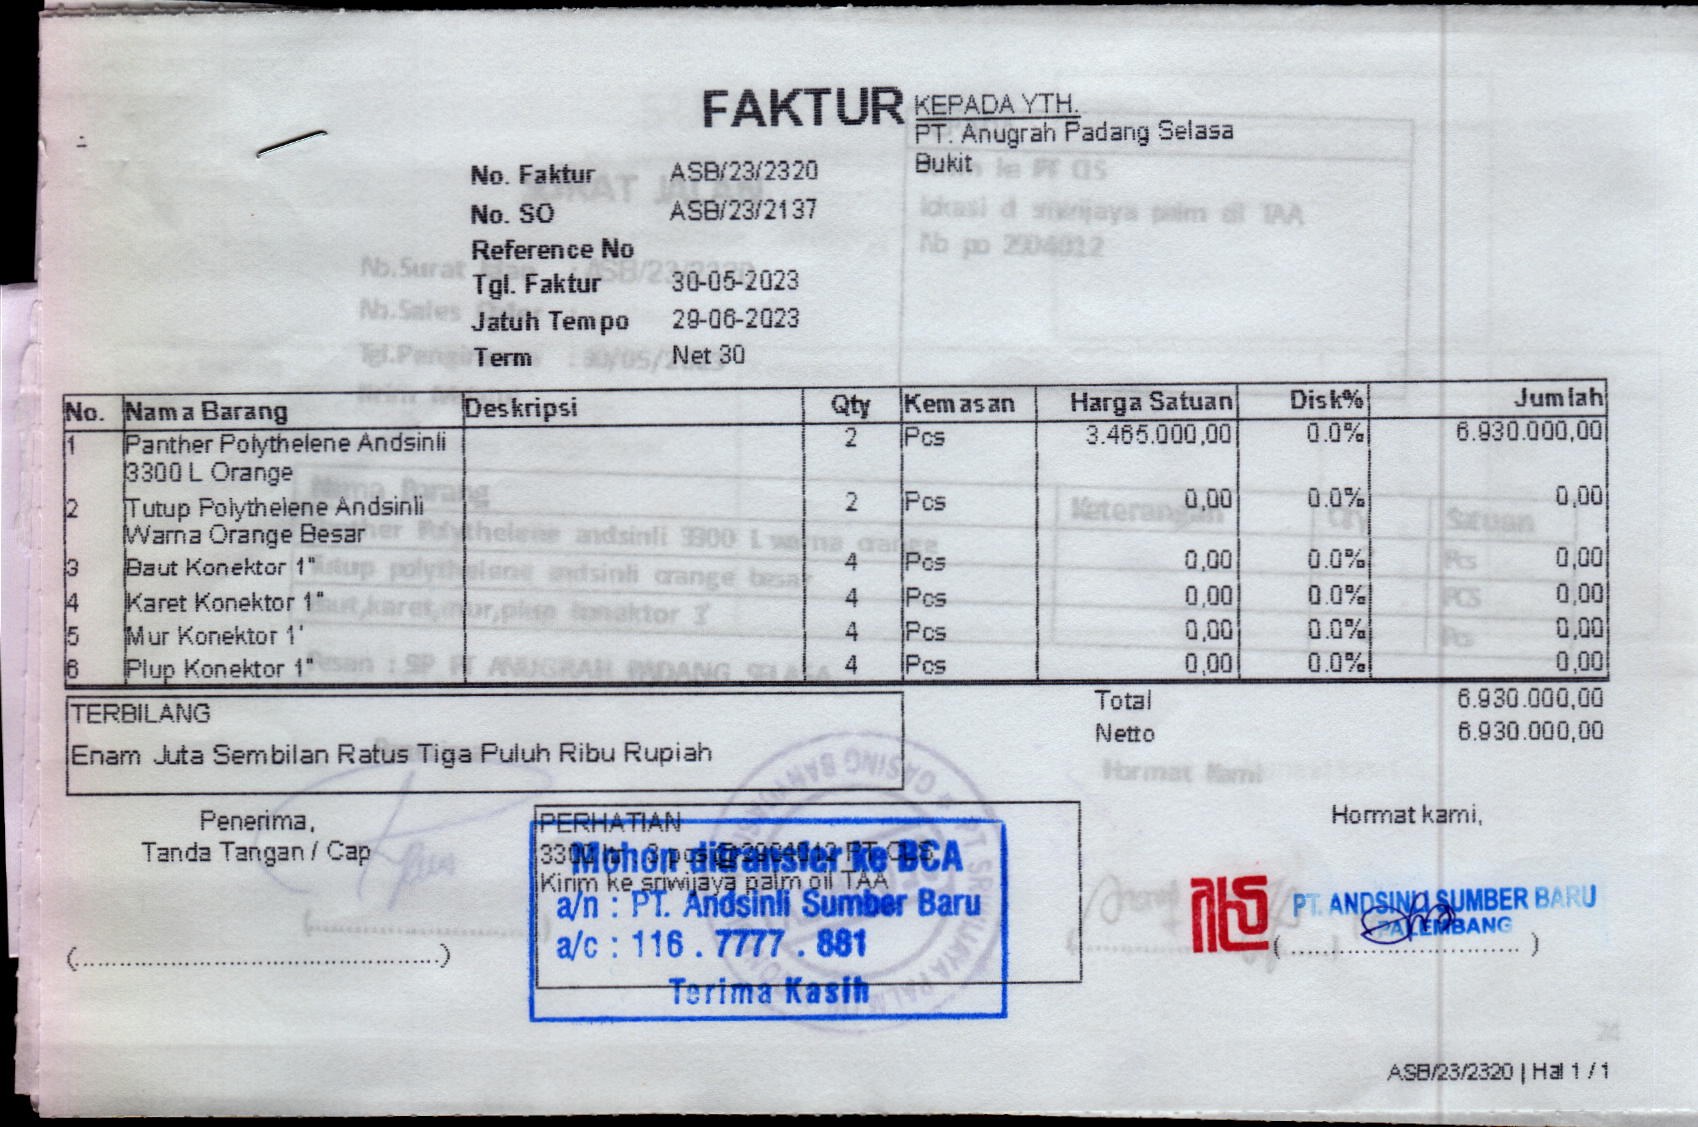 FAKTUR
KEPADA YTH.
PT. Anugrah Padang Selasa
Bukit
No. Faktur ASB/23/2320
No. SO ASB/23/2137
Reference No
Tgl. Faktur 30-05-2023
Jatuh Tempo 29-06-2023
Term Net 30
No. Nama Barang Deskripsi Qty Kemasan Harga Satuan Disk% Jumlah
1 Panther Polythelene Andsinli 2 Pcs 3.465.000,00 0.0% 6.930.000,00
3300 L Orange
2 Tutup Polythelene Andsinli 2 Pcs 0,00 0.0% 0,00
Warna Orange Besar
3 Baut Konektor 1" 4 Pcs 0,00 0.0% 0,00
4 Karet Konektor 1" 4 Pcs 0,00 0.0% 0,00
5 Mur Konektor 1' 4 Pcs 0,00 0.0% 0,00
6 Plup Konektor 1" 4 Pcs 0,00 0.0% 0,00
Total 6.930.000,00
Netto 6.930.000,00
TERBILANG
Enam Juta Sembilan Ratus Tiga Puluh Ribu Rupiah
Penerima,
Tanda Tangan / Cap
(.................................................)
PERHATIAN
Kirim ke sriwijaya palm oil TAA
Mohon ditransfer ke BCA
a/n : PT. Andsinli Sumber Baru
a/c : 116 . 7777 . 881
Terima Kasih
Hormat kami,
PT. ANDSINLI SUMBER BARU
PALEMBANG
(.................................)
ASB/23/2320 | Hal 1 / 1